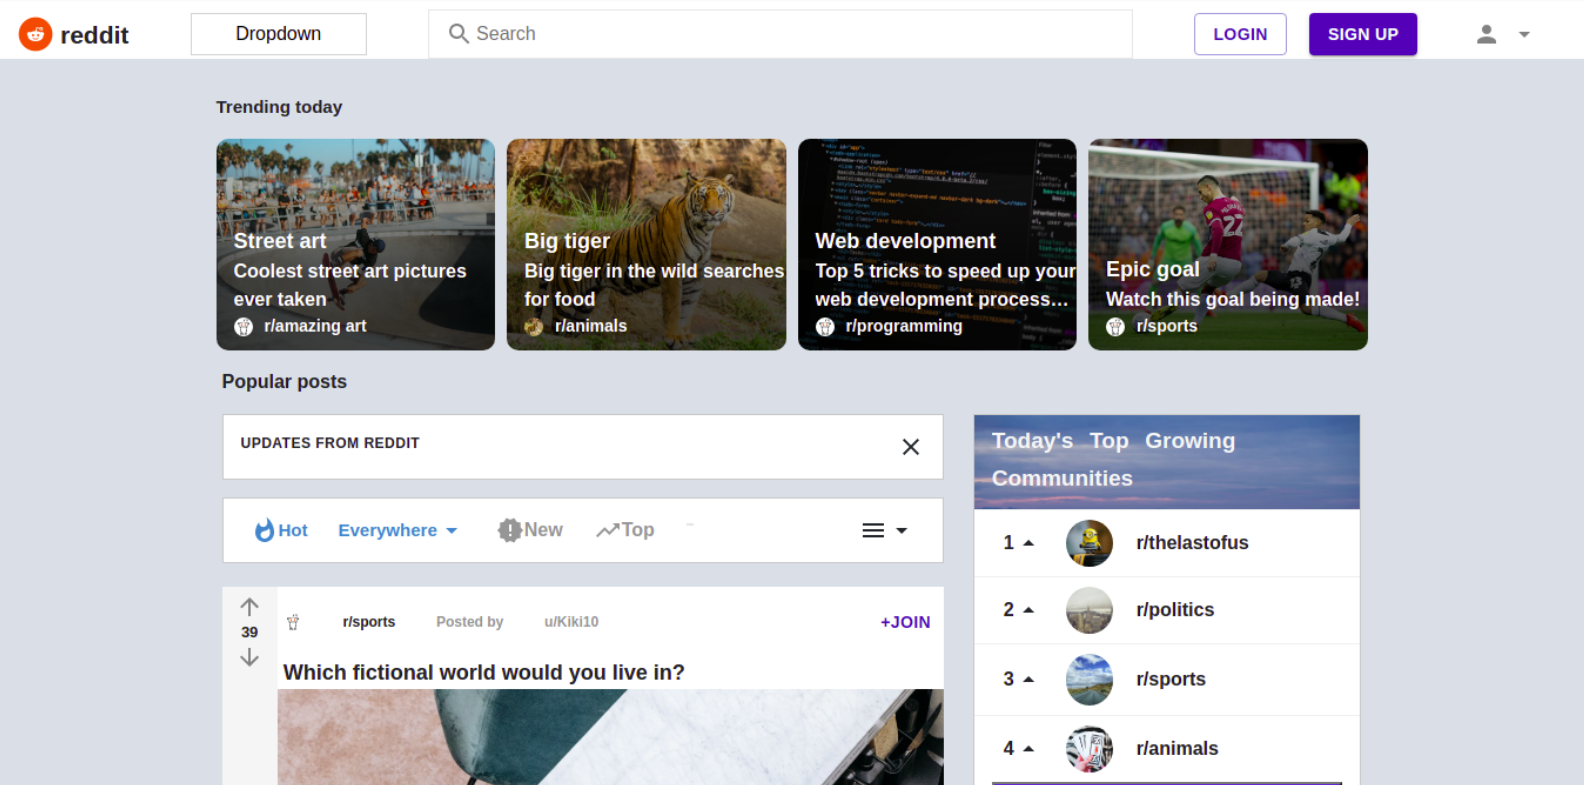 reddit
Dropdown
Search
LOGIN
SIGN UP
Trending today
Street art
Coolest street art pictures
ever taken
r/amazing art
Big tiger
Big tiger in the wild searches
for food
r/animals
Web development
Top 5 tricks to speed up your
web development process...
r/programming
22
Epic goal
Watch this goal being made!
r/sports
Popular posts
UPDATES FROM REDDIT
Hot
Everywhere
New
Top
39
r/sports
Posted by
u/Kiki10
+JOIN
Which fictional world would you live in?
Today's Top Growing
Communities
1
r/thelastofus
2
r/politics
3
r/sports
4
r/animals